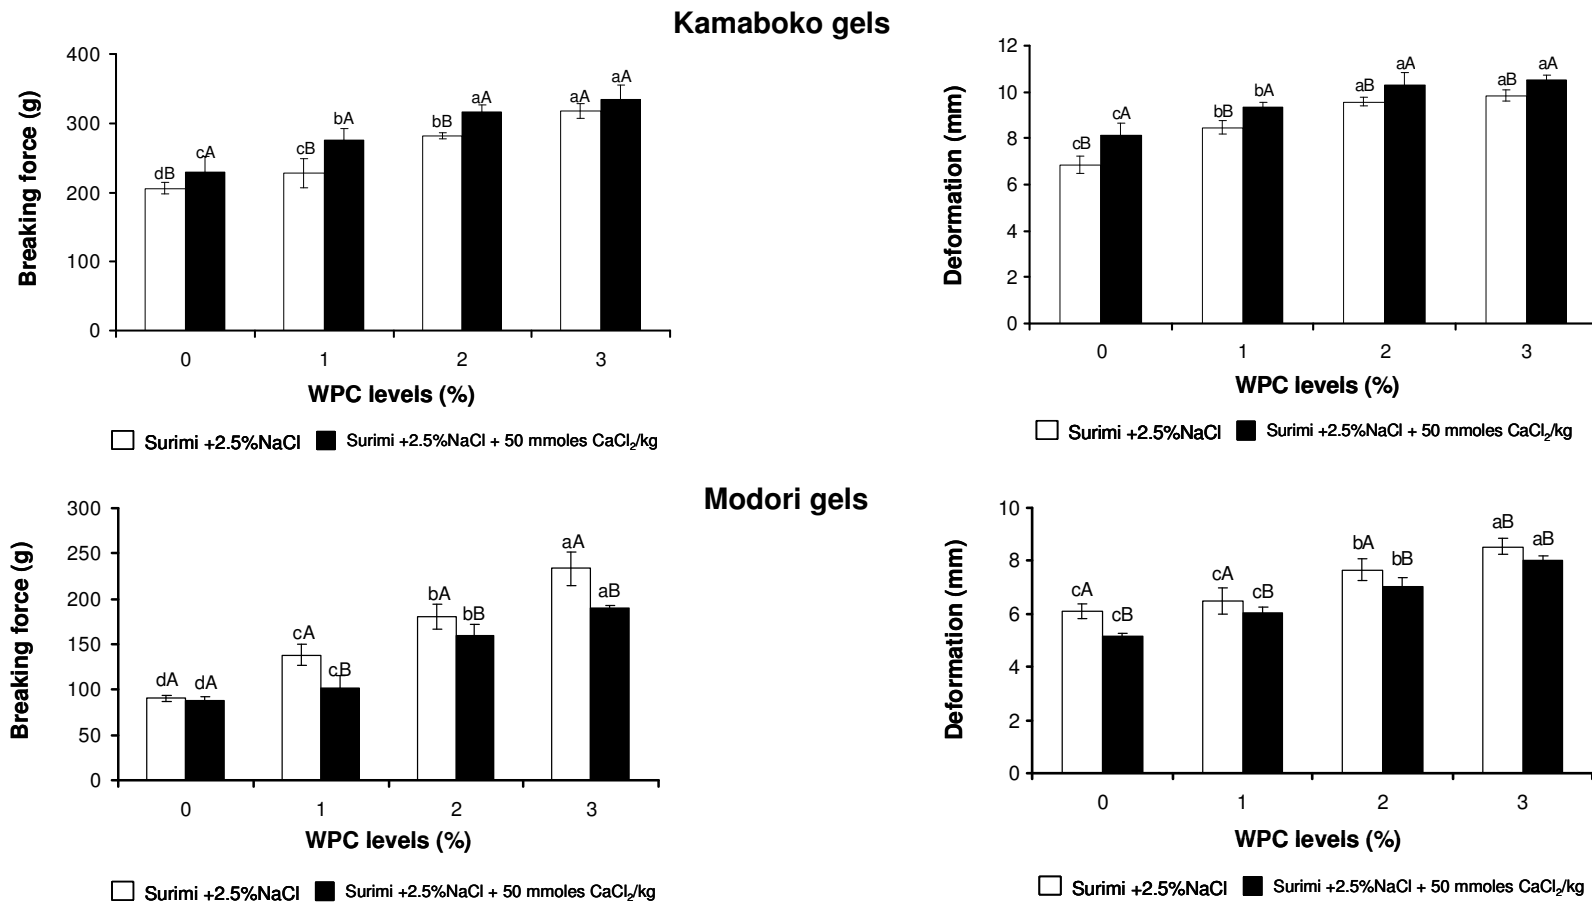 Kamaboko gels
400
300
200
100
0
Breaking force (g)
dB cA cB bA bB aA aA aA
0 1 2 3
WPC levels (%)
Surimi +2.5%NaCl Surimi +2.5%NaCl + 50 mmoles CaCl₂/kg
12
10
8
6
4
2
0
Deformation (mm)
cB cA bB bA aB aA aB aA
0 1 2 3
WPC levels (%)
Surimi +2.5%NaCl Surimi +2.5%NaCl + 50 mmoles CaCl₂/kg
Modori gels
300
250
200
150
100
50
0
Breaking force (g)
dA dA cA cB bA bB aA aB
0 1 2 3
WPC levels (%)
Surimi +2.5%NaCl Surimi +2.5%NaCl + 50 mmoles CaCl₂/kg
10
8
6
4
2
0
Deformation (mm)
cA cB cA cB bA bB aB aB
0 1 2 3
WPC levels (%)
Surimi +2.5%NaCl Surimi +2.5%NaCl + 50 mmoles CaCl₂/kg